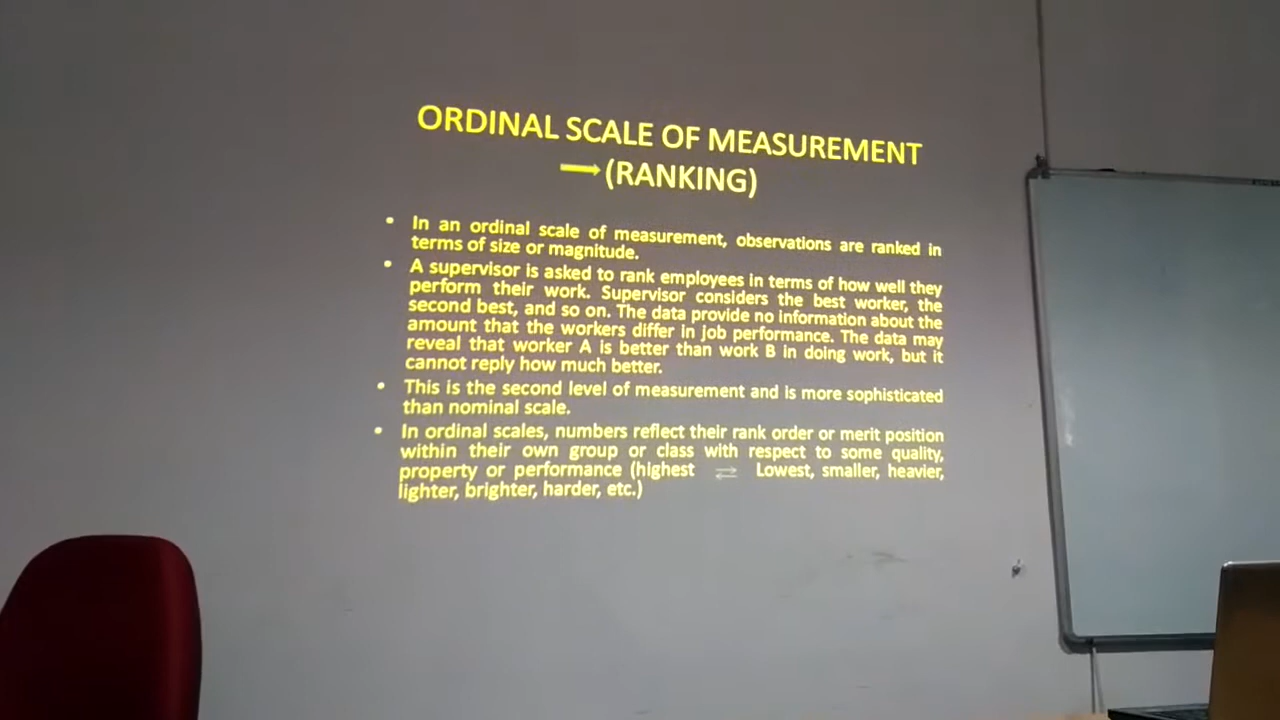 ORDINAL SCALE OF MEASUREMENT
→(RANKING)
• In an ordinal scale of measurement, observations are ranked in
terms of size or magnitude.
• A supervisor is asked to rank employees in terms of how well they
perform their work. Supervisor considers the best worker, the
second best, and so on. The data provide no information about the
amount that the workers differ in job performance. The data may
reveal that worker A is better than work B in doing work, but it
cannot reply how much better.
• This is the second level of measurement and is more sophisticated
than nominal scale.
• In ordinal scales, numbers reflect their rank order or merit position
within their own group or class with respect to some quality,
property or performance (highest ⇄ Lowest, smaller, heavier,
lighter, brighter, harder, etc.)